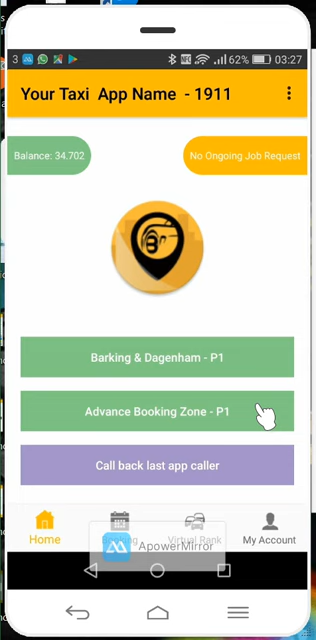 3 62% 03:27
Your Taxi App Name - 1911
Balance: 34.702
No Ongoing Job Request
Barking & Dagenham - P1
Advance Booking Zone - P1
Call back last app caller
Home Booking Virtual Rank My Account
ApowerMirror